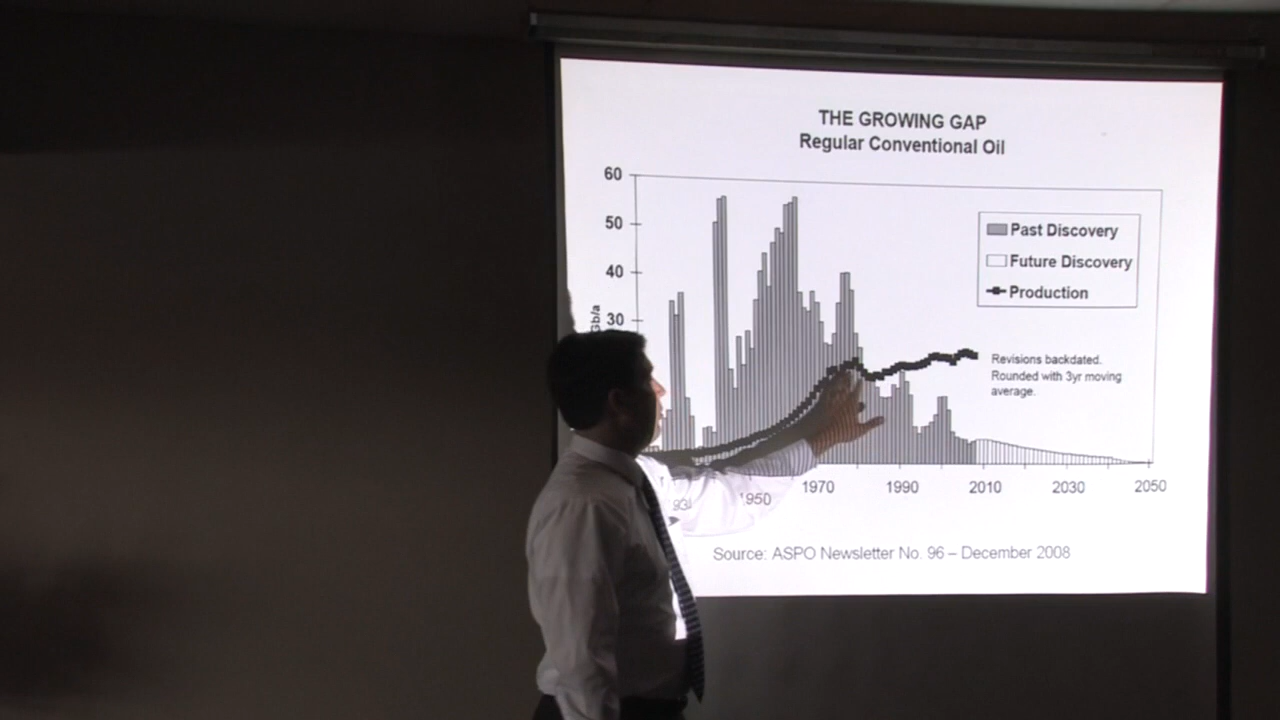 THE GROWING GAP
Regular Conventional Oil
60
50
40
30
Gb/a
Past Discovery
Future Discovery
Production
Revisions backdated.
Rounded with 3yr moving
average.
1970 1990 2010 2030 2050
Source: ASPO Newsletter No. 96 – December 2008